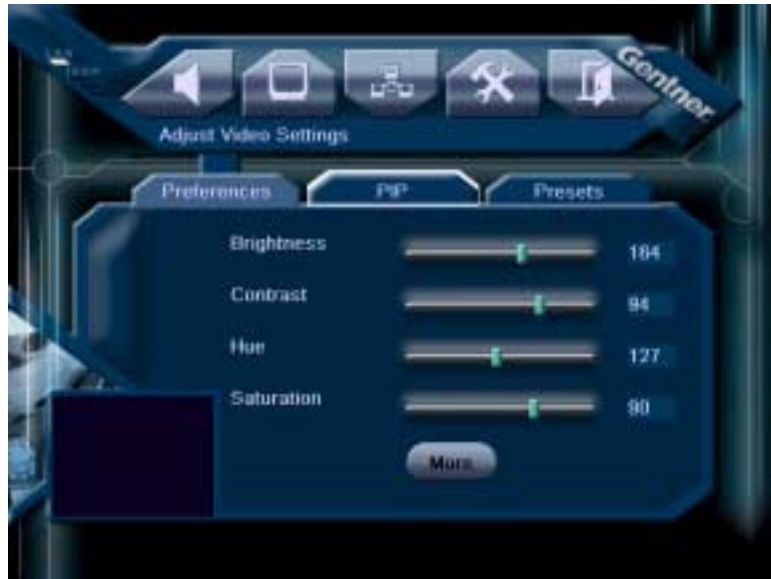 Gentner
Adjust Video Settings
Preferences
PIP
Presets
Brightness
164
Contrast
94
Hue
127
Saturation
80
More